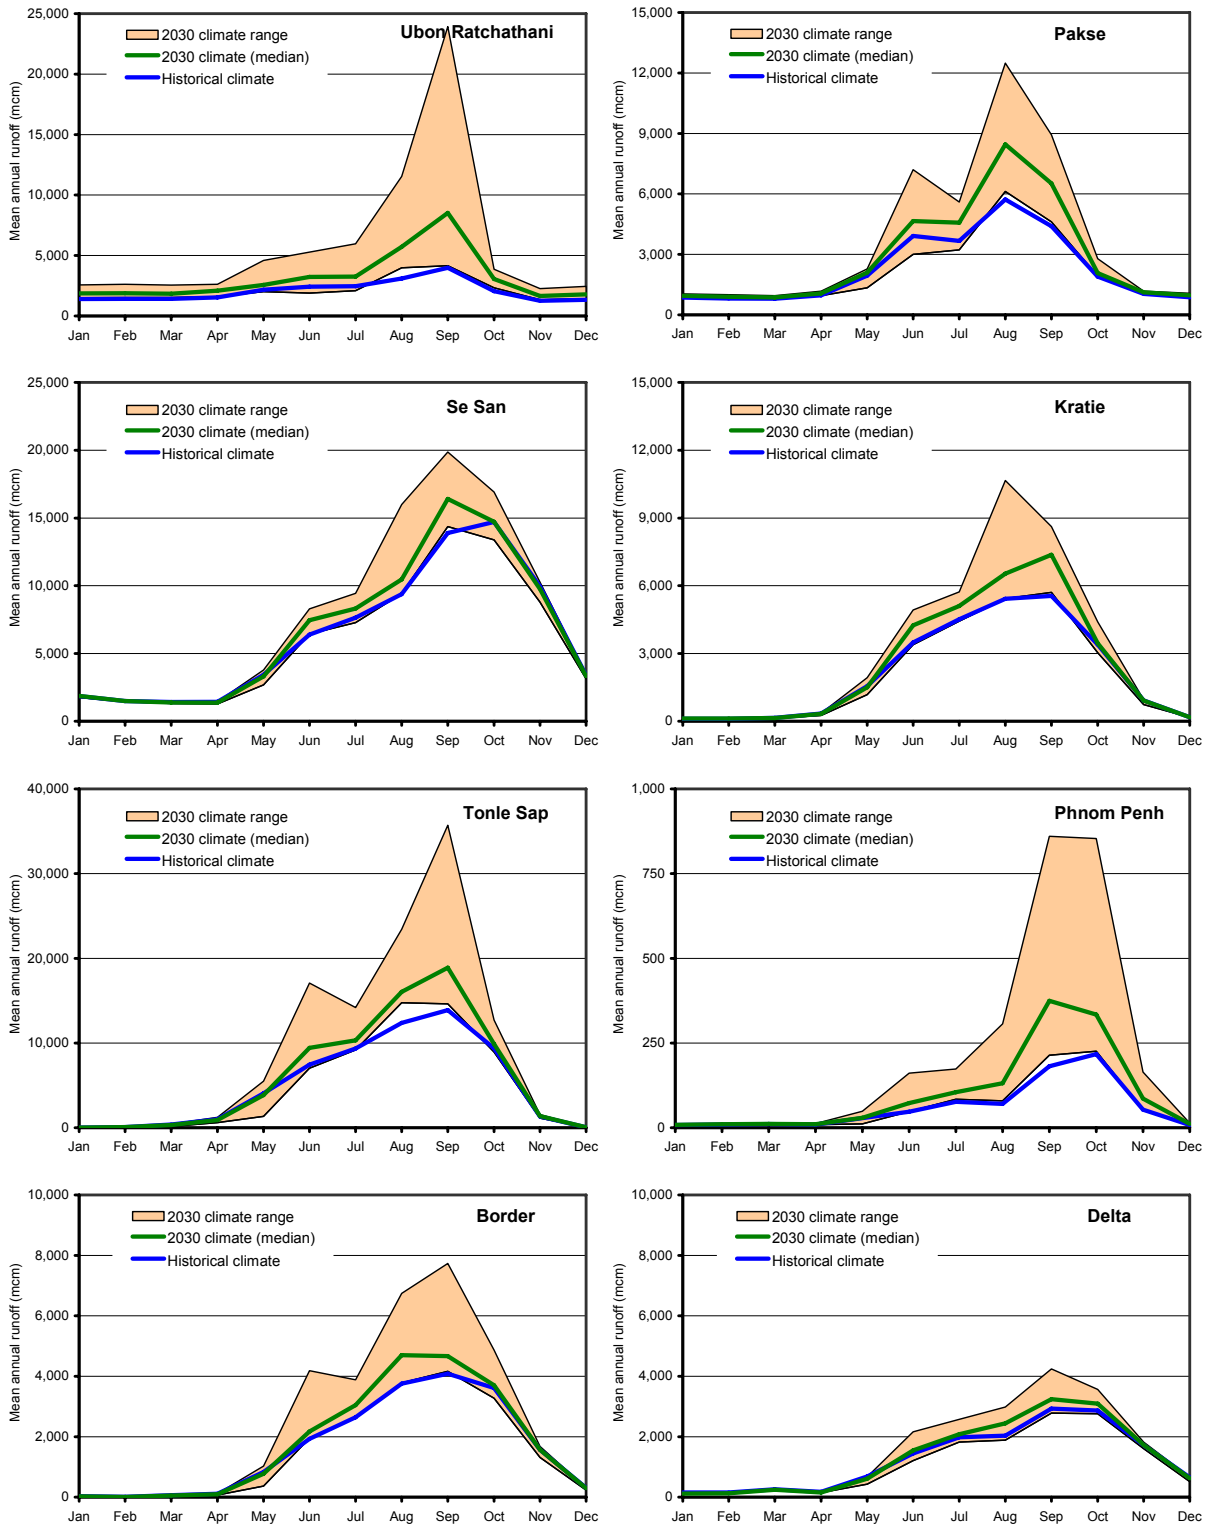 Ubon Ratchathani
2030 climate range
2030 climate (median)
Historical climate
Mean annual runoff (mcm)
25,000
20,000
15,000
10,000
5,000
0
Jan Feb Mar Apr May Jun Jul Aug Sep Oct Nov Dec
Pakse
2030 climate range
2030 climate (median)
Historical climate
Mean annual runoff (mcm)
15,000
12,000
9,000
6,000
3,000
0
Jan Feb Mar Apr May Jun Jul Aug Sep Oct Nov Dec
Se San
2030 climate range
2030 climate (median)
Historical climate
Mean annual runoff (mcm)
25,000
20,000
15,000
10,000
5,000
0
Jan Feb Mar Apr May Jun Jul Aug Sep Oct Nov Dec
Kratie
2030 climate range
2030 climate (median)
Historical climate
Mean annual runoff (mcm)
15,000
12,000
9,000
6,000
3,000
0
Jan Feb Mar Apr May Jun Jul Aug Sep Oct Nov Dec
Tonle Sap
2030 climate range
2030 climate (median)
Historical climate
Mean annual runoff (mcm)
40,000
30,000
20,000
10,000
0
Jan Feb Mar Apr May Jun Jul Aug Sep Oct Nov Dec
Phnom Penh
2030 climate range
2030 climate (median)
Historical climate
Mean annual runoff (mcm)
1,000
750
500
250
0
Jan Feb Mar Apr May Jun Jul Aug Sep Oct Nov Dec
Border
2030 climate range
2030 climate (median)
Historical climate
Mean annual runoff (mcm)
10,000
8,000
6,000
4,000
2,000
0
Jan Feb Mar Apr May Jun Jul Aug Sep Oct Nov Dec
Delta
2030 climate range
2030 climate (median)
Historical climate
Mean annual runoff (mcm)
10,000
8,000
6,000
4,000
2,000
0
Jan Feb Mar Apr May Jun Jul Aug Sep Oct Nov Dec